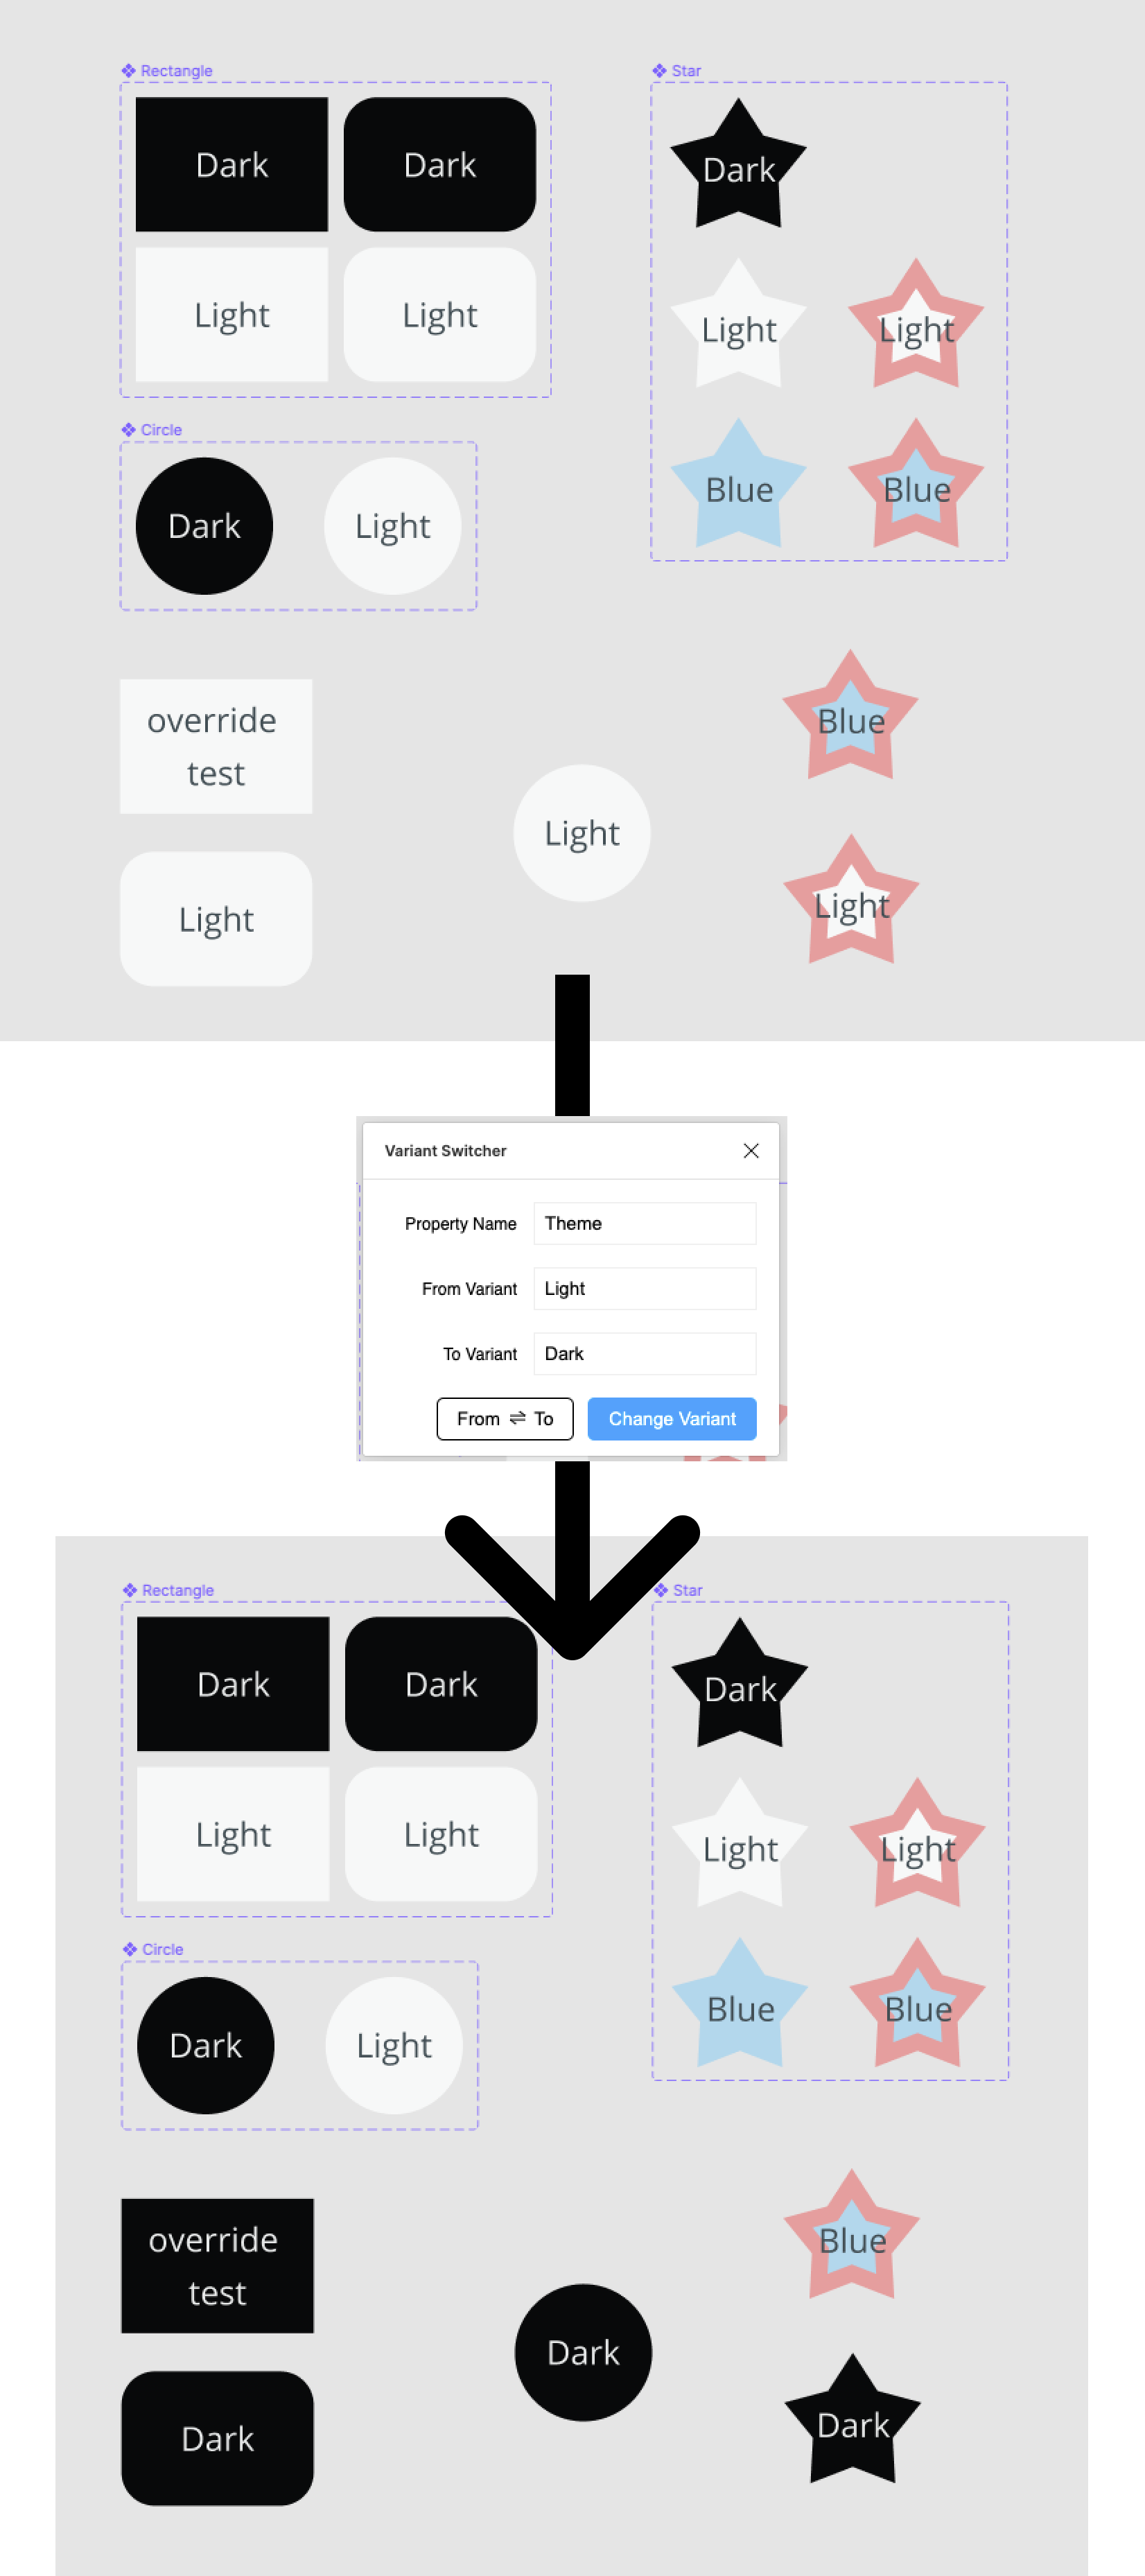 Rectangle
Dark
Dark
Light
Light
Circle
Dark
Light
Star
Dark
Light
Light
Blue
Blue
override
test
Light
Light
Blue
Light
Variant Switcher
Property Name
Theme
From Variant
Light
To Variant
Dark
From ⇌ To
Change Variant
Rectangle
Dark
Dark
Light
Light
Circle
Dark
Light
Star
Dark
Light
Light
Blue
Blue
override
test
Dark
Dark
Blue
Dark